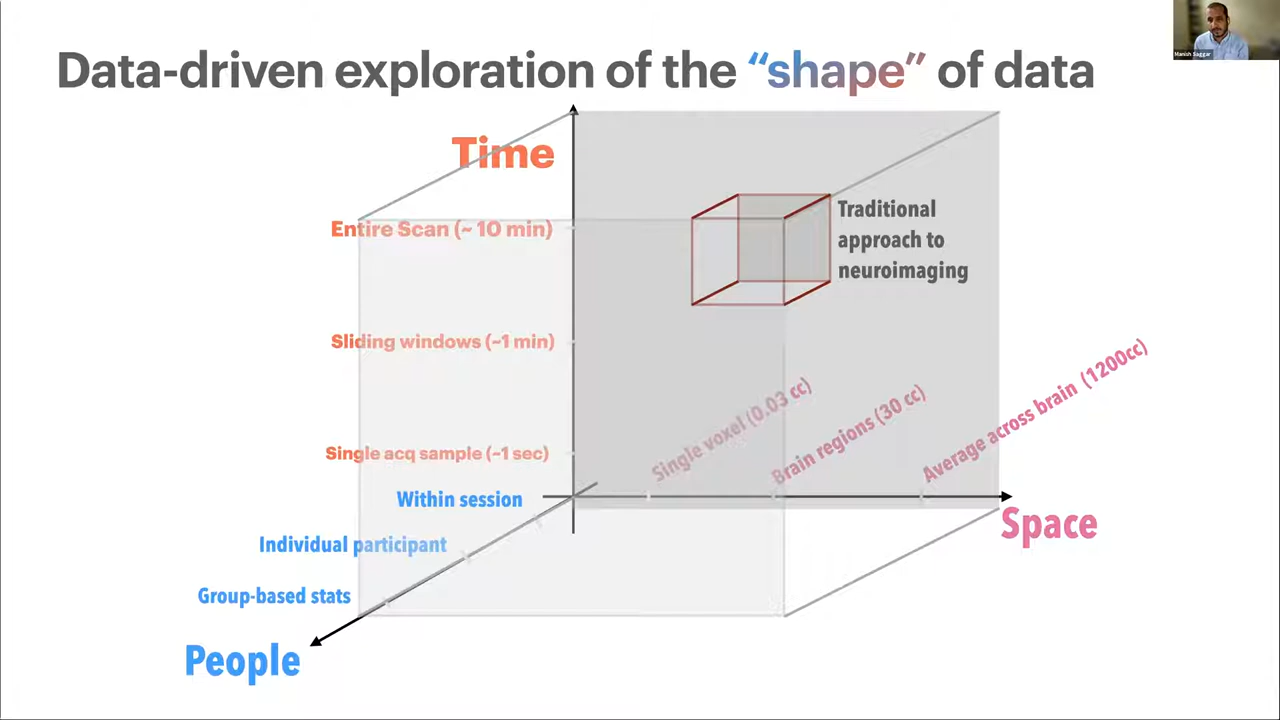 Manish Saggar
Data-driven exploration of the “shape” of data
Time
Entire Scan (~ 10 min)
Traditional
approach to
neuroimaging
Sliding windows (~1 min)
Single acq sample (~1 sec)
Single voxel (0.03 cc)
Brain regions (30 cc)
Average across brain (1200cc)
Within session
Individual participant
Group-based stats
Space
People